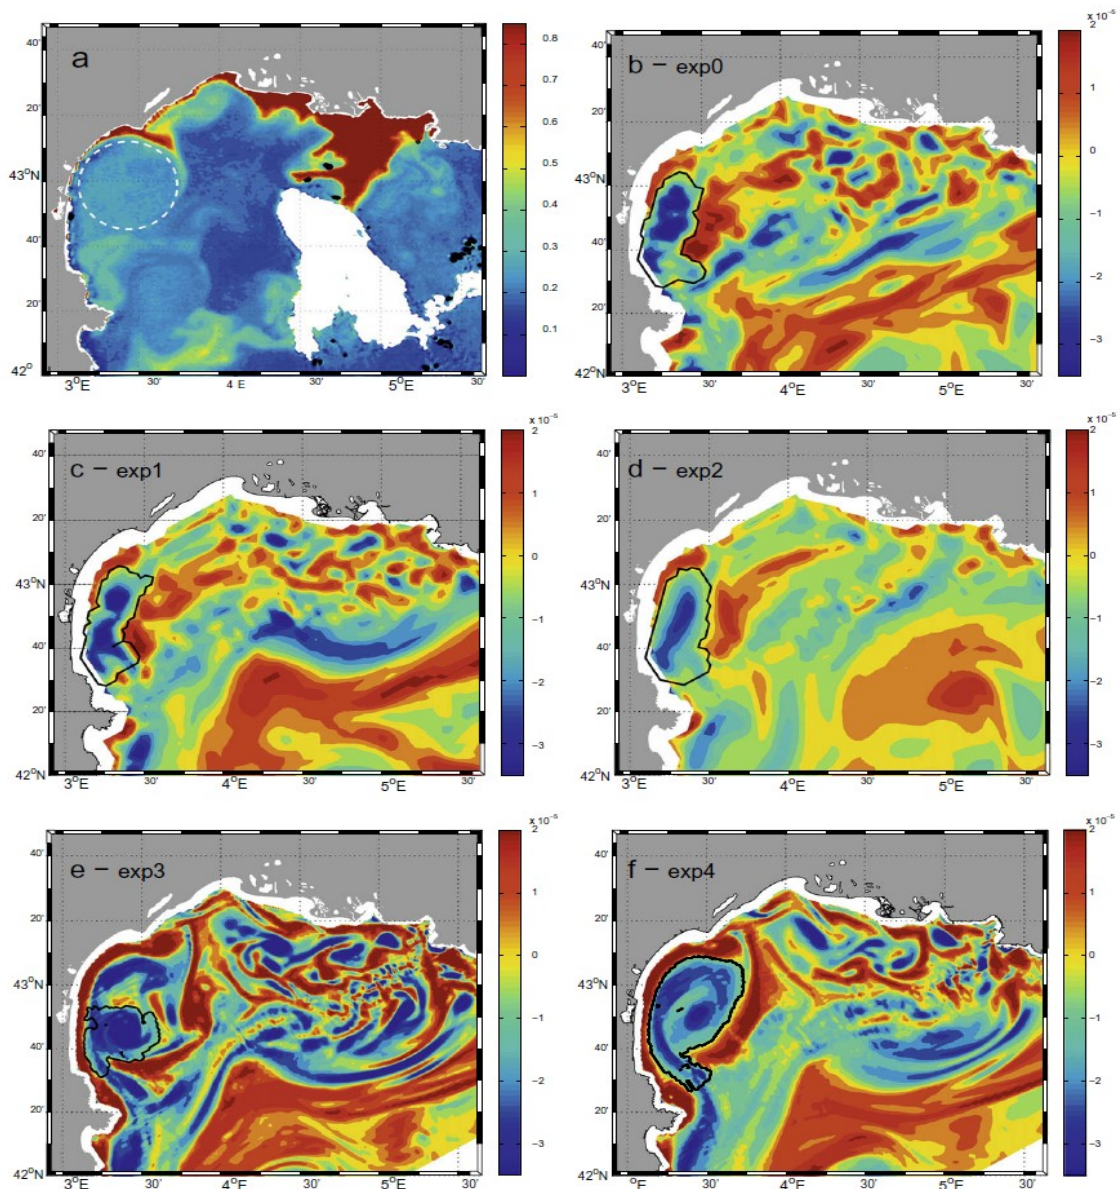 a
40'
20'
43°N
40'
20'
42°
3°E
30'
4 E
30'
5°E
30'
0.8
0.7
0.6
0.5
0.4
0.3
0.2
0.1
b – exp0
40'
20'
43°N
40'
20'
42°N
3°E
30'
4°E
30'
5°E
30'
x 10⁻⁵
2
1
0
−1
−2
−3
c – exp1
40'
20'
43°N
40'
20'
42°N
3°E
30'
4°E
30'
5°E
30'
x 10⁻⁵
2
1
0
−1
−2
−3
d – exp2
40'
20'
43°N
40'
20'
42°N
3°E
30'
4°E
30'
5°E
30'
x 10⁻⁵
2
1
0
−1
−2
−3
e – exp3
40'
20'
43°N
40'
20'
42°N
3°E
30'
4°E
30'
5°E
30'
x 10⁻⁵
2
1
0
−1
−2
−3
f – exp4
40'
20'
43°N
40'
20'
42°N
°E
30'
4°E
30'
5°E
30'
x 10⁻⁵
2
1
0
−1
−2
−3